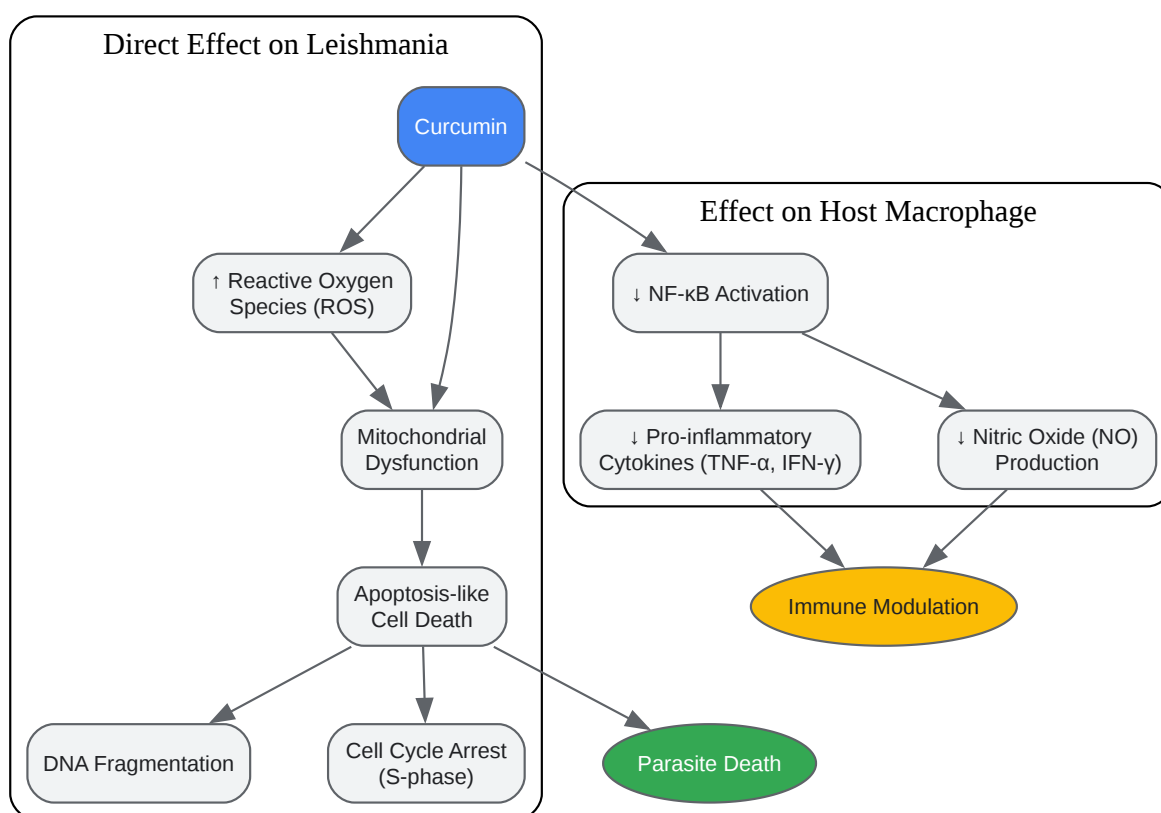 Direct Effect on Leishmania
Curcumin
Effect on Host Macrophage
↑ Reactive Oxygen
Species (ROS)
↓ NF-κB Activation
Mitochondrial
Dysfunction
↓ Pro-inflammatory
Cytokines (TNF-α, IFN-γ)
↓ Nitric Oxide (NO)
Production
Apoptosis-like
Cell Death
Immune Modulation
DNA Fragmentation
Cell Cycle Arrest
(S-phase)
Parasite Death